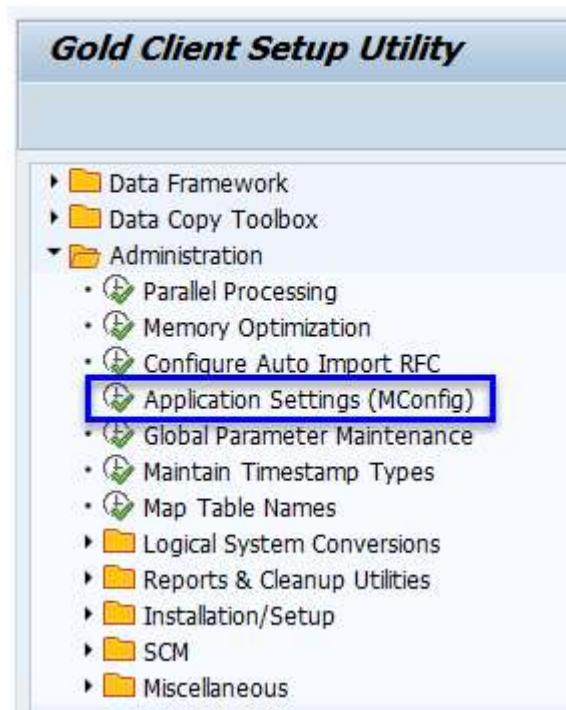 Gold Client Setup Utility
Data Framework
Data Copy Toolbox
Administration
Parallel Processing
Memory Optimization
Configure Auto Import RFC
Application Settings (MConfig)
Global Parameter Maintenance
Maintain Timestamp Types
Map Table Names
Logical System Conversions
Reports & Cleanup Utilities
Installation/Setup
SCM
Miscellaneous